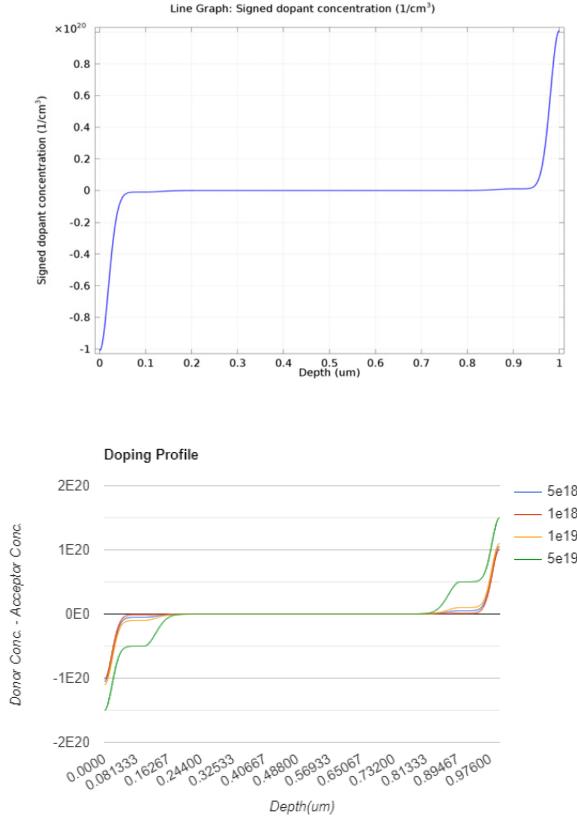 Line Graph: Signed dopant concentration (1/cm³)
×10²⁰
0.8
0.6
0.4
0.2
0
-0.2
-0.4
-0.6
-0.8
-1
Signed dopant concentration (1/cm³)
0 0.1 0.2 0.3 0.4 0.5 0.6 0.7 0.8 0.9 1
Depth (um)
Doping Profile
2E20
1E20
0E0
-1E20
-2E20
Donor Conc. - Acceptor Conc.
5e18
1e18
1e19
5e19
0.0000 0.081333 0.16267 0.24400 0.32533 0.40667 0.48800 0.56933 0.65067 0.73200 0.81333 0.89467 0.97600
Depth(um)